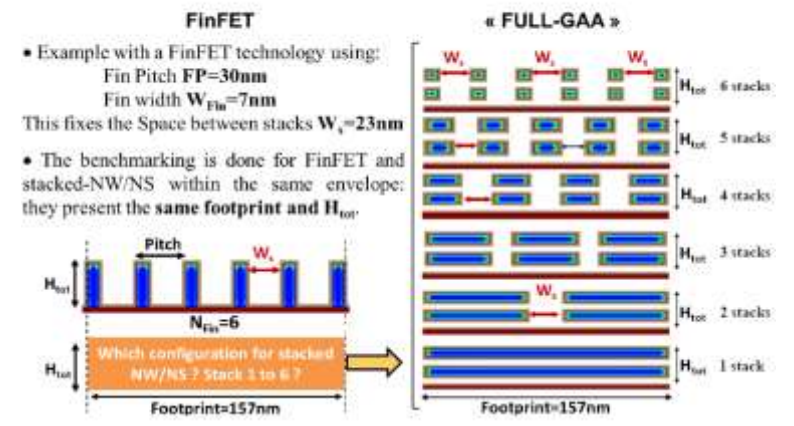 FinFET
• Example with a FinFET technology using:
Fin Pitch FP=30nm
Fin width WFin=7nm
This fixes the Space between stacks Ws=23nm
• The benchmarking is done for FinFET and
stacked-NW/NS within the same envelope:
they present the same footprint and Htot.
Pitch
Ws
Htot
NFin=6
Which configuration for stacked
NW/NS ? Stack 1 to 6 ?
Htot
Footprint=157nm
« FULL-GAA »
Ws Ws Ws
Htot 6 stacks
Htot 5 stacks
Htot 4 stacks
Htot 3 stacks
Ws
Htot 2 stacks
Htot 1 stack
Footprint=157nm